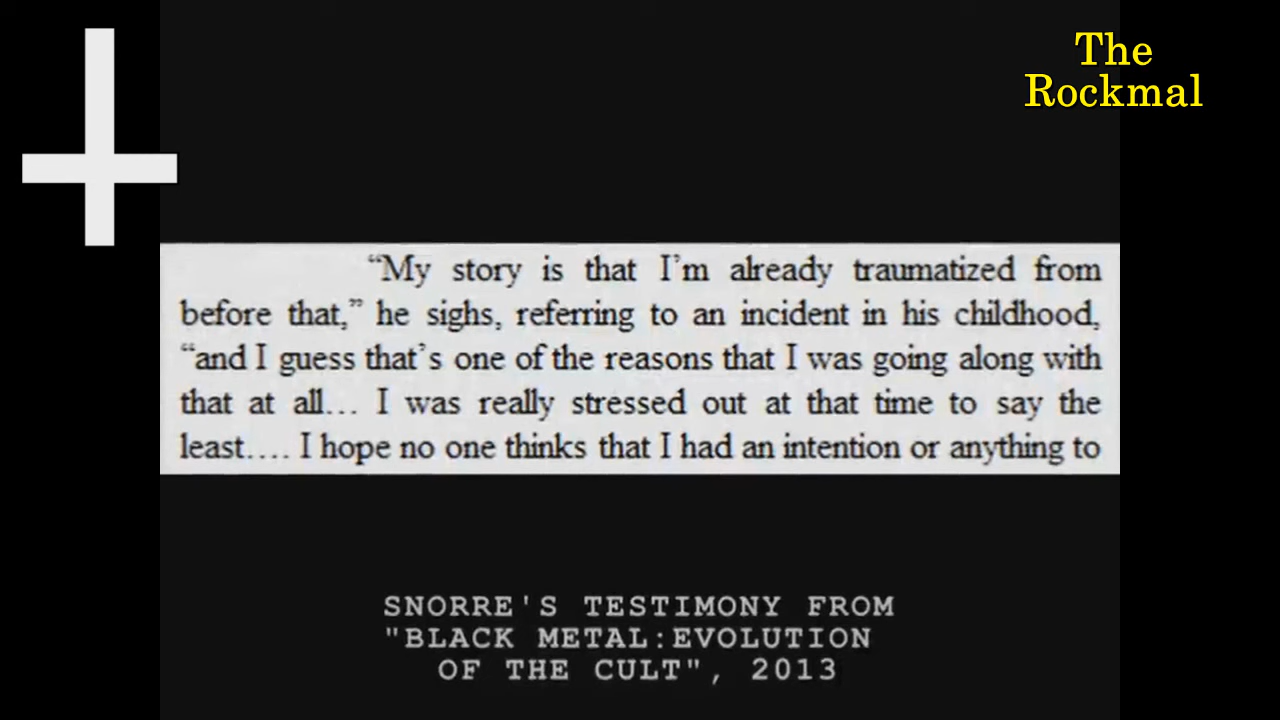 The
Rockmal
“My story is that I’m already traumatized from
before that,” he sighs, referring to an incident in his childhood,
“and I guess that’s one of the reasons that I was going along with
that at all… I was really stressed out at that time to say the
least…. I hope no one thinks that I had an intention or anything to
SNORRE'S TESTIMONY FROM
"BLACK METAL:EVOLUTION
OF THE CULT", 2013